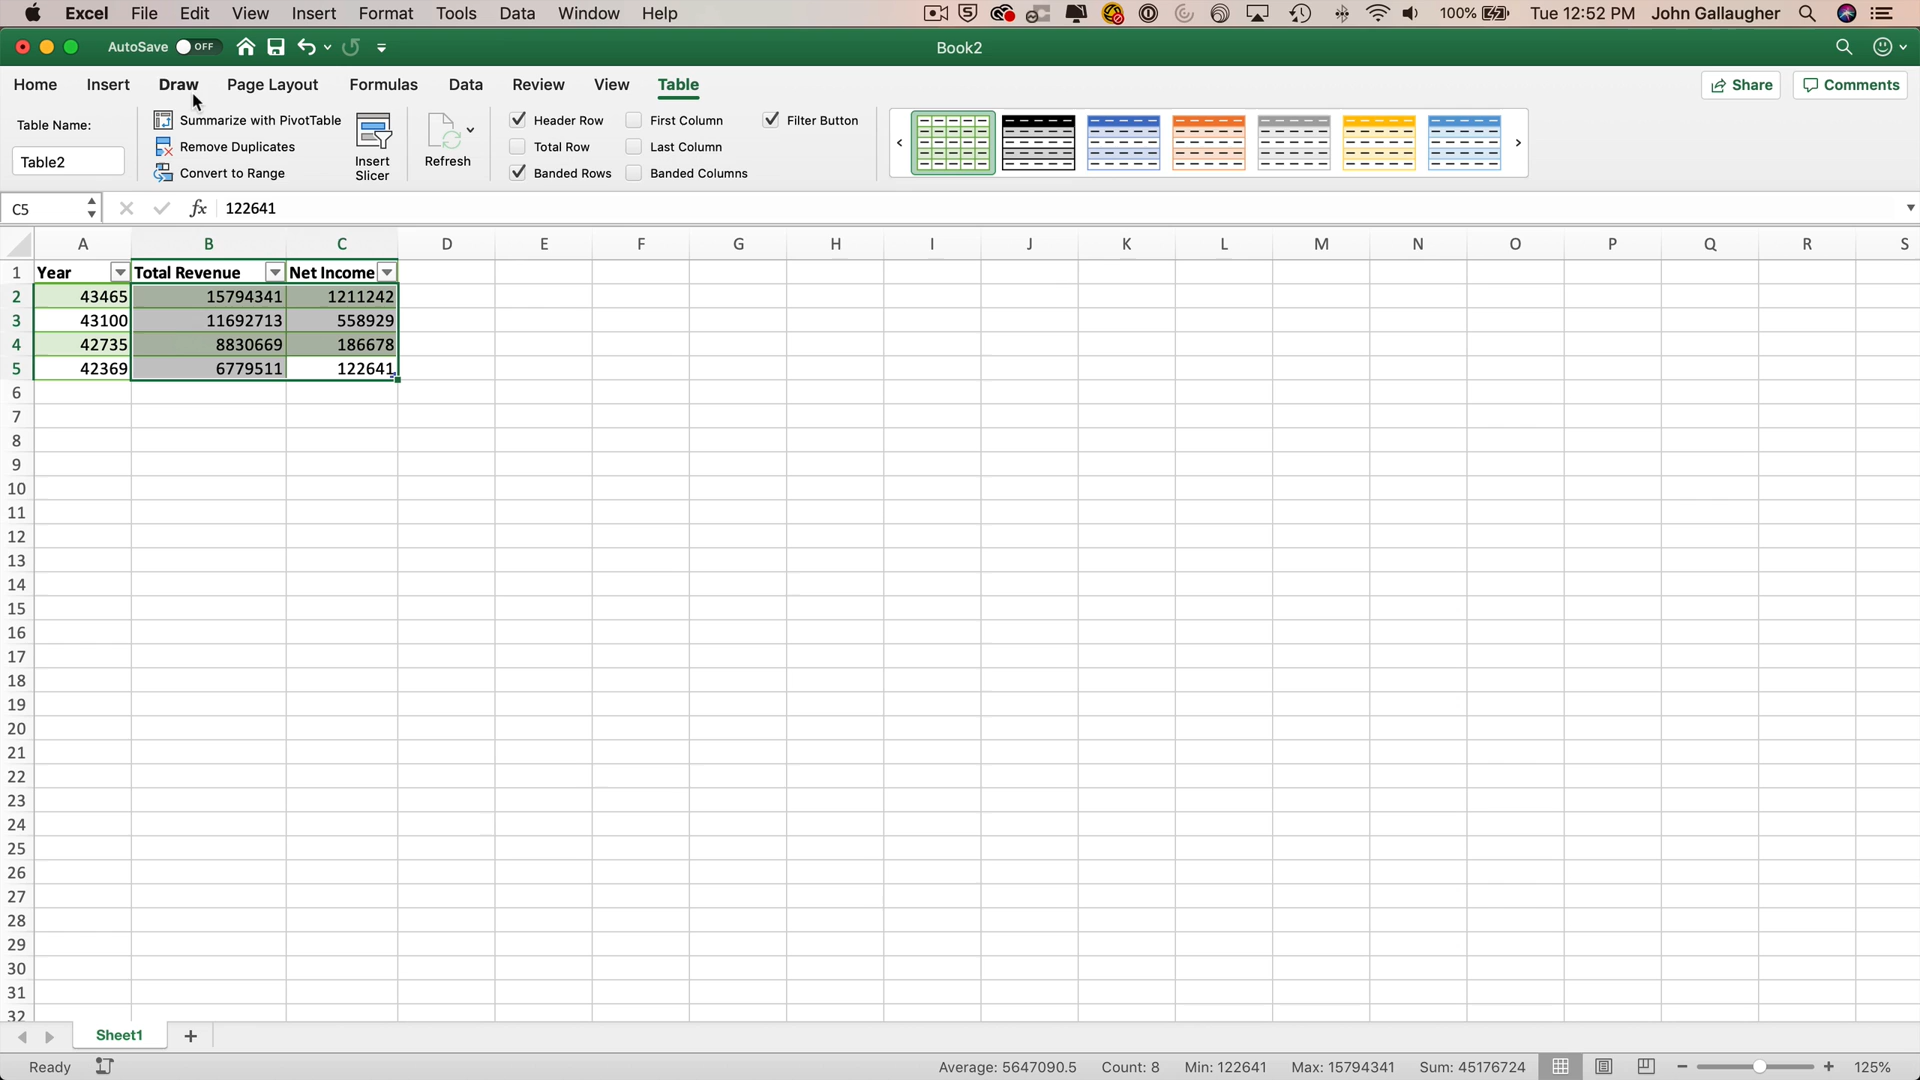 Excel File Edit View Insert Format Tools Data Window Help 100% Tue 12:52 PM John Gallaugher
AutoSave OFF Book2
Home Insert Draw Page Layout Formulas Data Review View Table Share Comments
Table Name:
Table2
Summarize with PivotTable
Remove Duplicates
Convert to Range
Insert
Slicer
Refresh
Header Row First Column Filter Button
Total Row Last Column
Banded Rows Banded Columns
C5 fx 122641
A B C D E F G H I J K L M N O P Q R S
1 Year Total Revenue Net Income
2 43465 15794341 1211242
3 43100 11692713 558929
4 42735 8830669 186678
5 42369 6779511 122641
6
7
8
9
10
11
12
13
14
15
16
17
18
19
20
21
22
23
24
25
26
27
28
29
30
31
32
Sheet1 +
Ready Average: 5647090.5 Count: 8 Min: 122641 Max: 15794341 Sum: 45176724 − + 125%